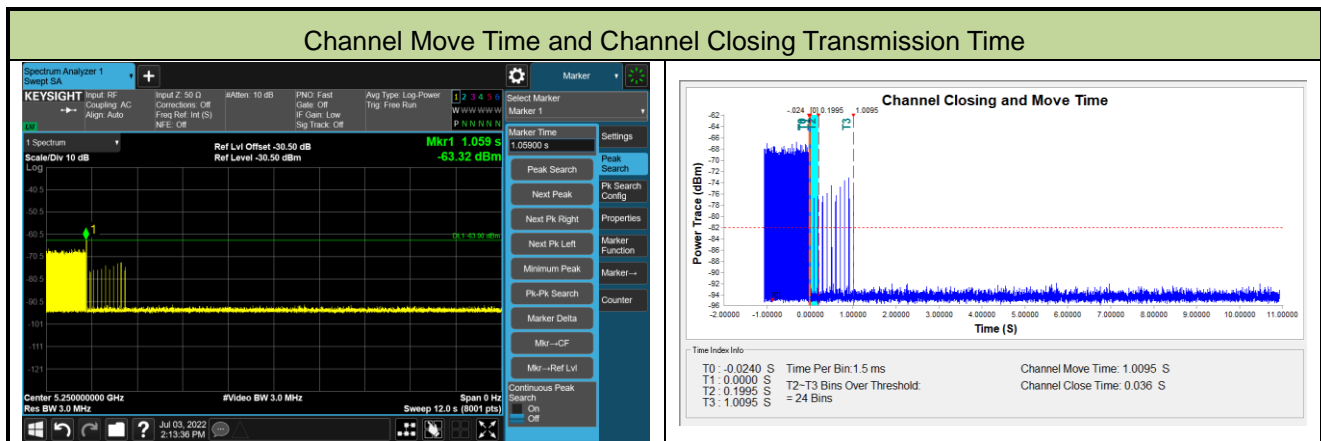 Channel Move Time and Channel Closing Transmission Time
Spectrum Analyzer 1
Swept SA
KEYSIGHT
Input: RF
Coupling: AC
Align: Auto
Input Z: 50 Ω
Corrections: Off
Freq Ref: Int (S)
NFE: Off
#Atten: 10 dB
PNO: Fast
Gate: Off
IF Gain: Low
Sig Track: Off
Avg Type: Log-Power
Trig: Free Run
1 2 3 4 5 6
W W W W W W
P N N N N N
1 Spectrum
Scale/Div 10 dB
Log
Ref Lvl Offset -30.50 dB
Ref Level -30.50 dBm
Mkr1 1.059 s
-63.32 dBm
-40.5
-50.5
-60.5
-70.5
-80.5
-90.5
-101
-111
-121
1
DL1 -63.00 dBm
Center 5.250000000 GHz
Res BW 3.0 MHz
#Video BW 3.0 MHz
Span 0 Hz
Sweep 12.0 s (8001 pts)
Jul 03, 2022
2:13:36 PM
Marker
Select Marker
Marker 1
Marker Time
1.05900 s
Peak Search
Next Peak
Next Pk Right
Next Pk Left
Minimum Peak
Pk-Pk Search
Marker Delta
Mkr→CF
Mkr→Ref Lvl
Continuous Peak
Search
On
Off
Settings
Peak
Search
Pk Search
Config
Properties
Marker
Function
Marker→
Counter
Channel Closing and Move Time
-.024 [0] 0.1995 1.0095
T2
T3
Power Trace (dBm)
-62
-64
-66
-68
-70
-72
-74
-76
-78
-80
-82
-84
-86
-88
-90
-92
-94
-96
-2.00000 -1.00000 0.00000 1.00000 2.00000 3.00000 4.00000 5.00000 6.00000 7.00000 8.00000 9.00000 10.00000 11.00000
Time (S)
Time Index Info
T0 : -0.0240 S
T1 : 0.0000 S
T2 : 0.1995 S
T3 : 1.0095 S
Time Per Bin:1.5 ms
T2~T3 Bins Over Threshold:
= 24 Bins
Channel Move Time: 1.0095 S
Channel Close Time: 0.036 S